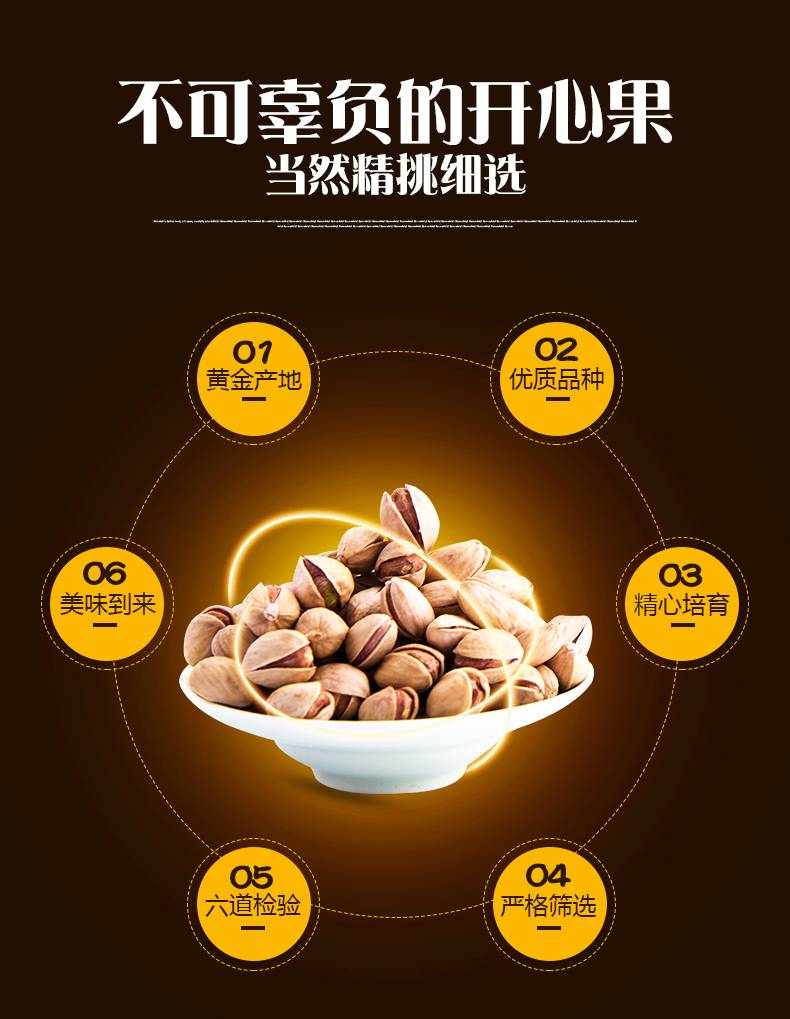 不可辜负的开心果
当然精挑细选
01
黄金产地
02
优质品种
03
精心培育
04
严格筛选
05
六道检验
06
美味到来